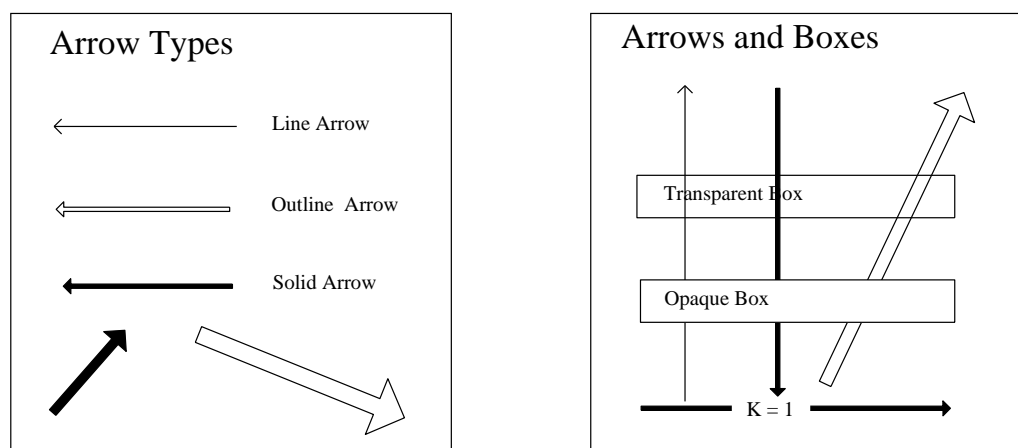 Arrow Types
Line Arrow
Outline  Arrow
Solid Arrow
Arrows and Boxes
Transparent Box
Opaque Box
K = 1